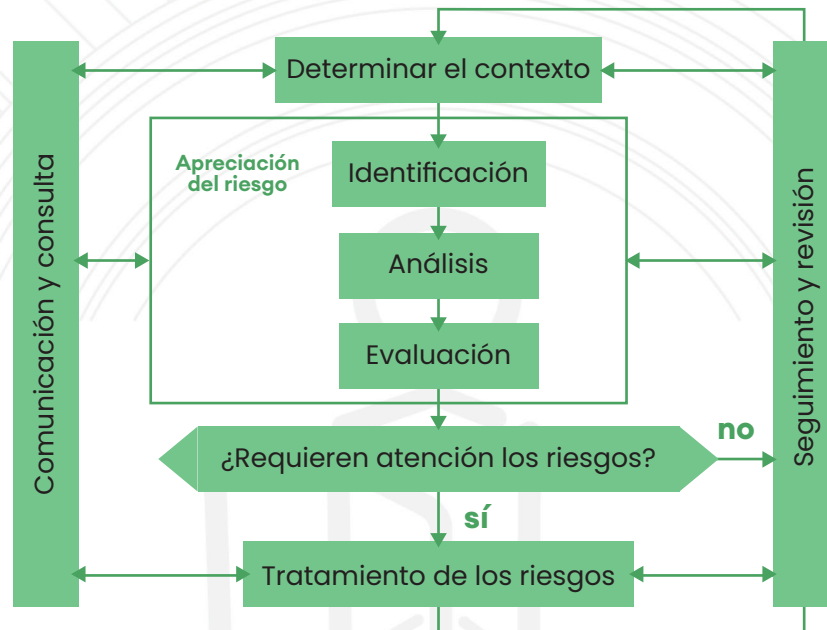 Determinar el contexto
Apreciación
del riesgo
Identificación
Análisis
Evaluación
¿Requieren atención los riesgos?
no
sí
Tratamiento de los riesgos
Comunicación y consulta
Seguimiento y revisión